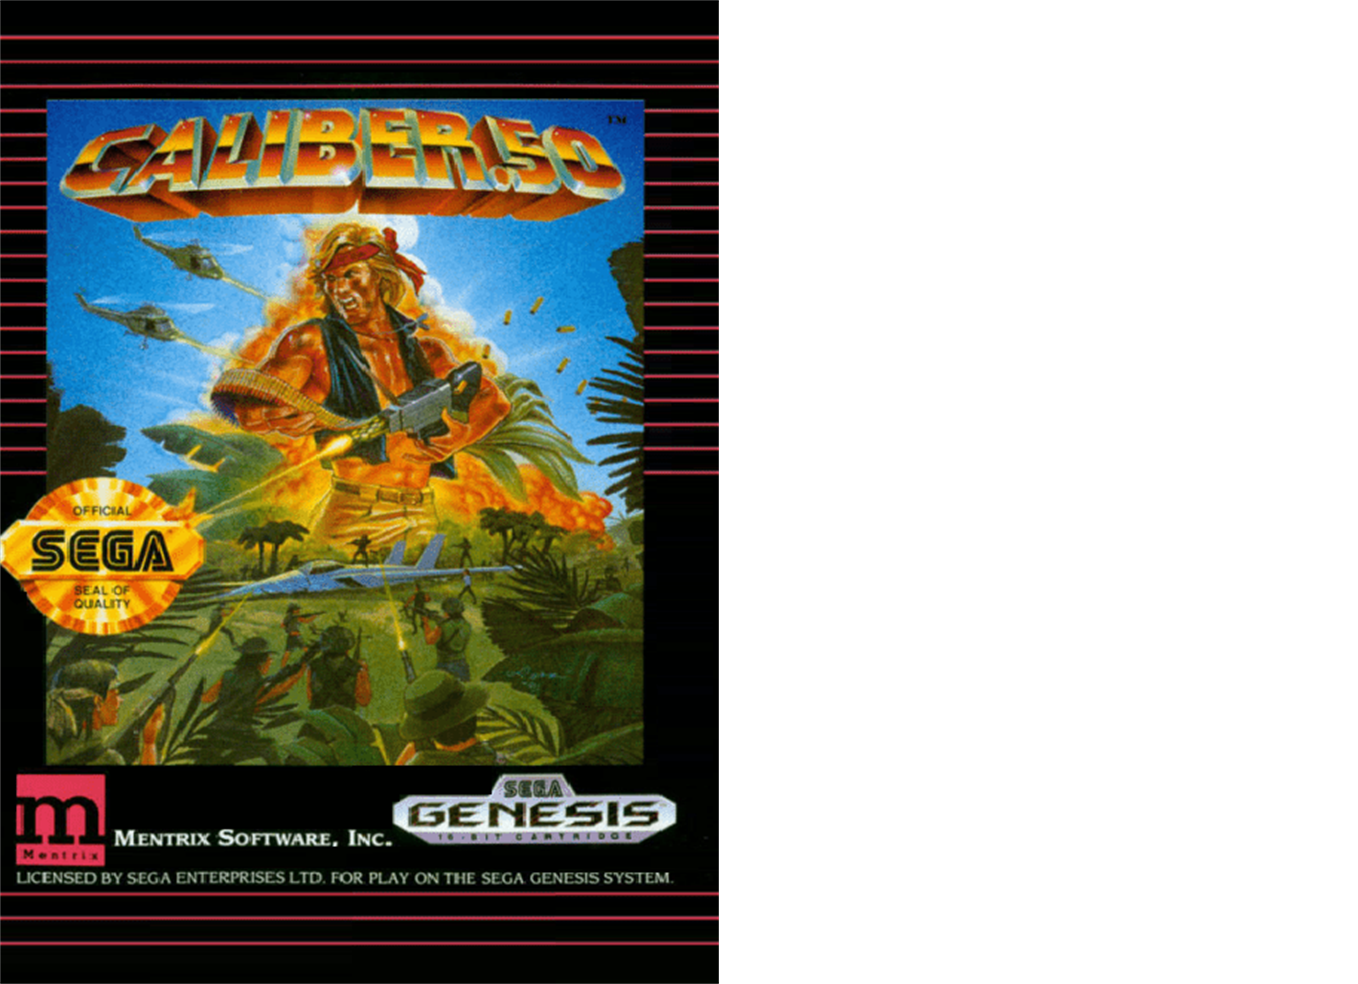 CALIBER.50 ™
OFFICIAL
SEGA
SEAL OF
QUALITY
m
Mentrix
MENTRIX SOFTWARE, INC.
SEGA
GENESIS
16-BIT CARTRIDGE
LICENSED BY SEGA ENTERPRISES LTD. FOR PLAY ON THE SEGA GENESIS SYSTEM.